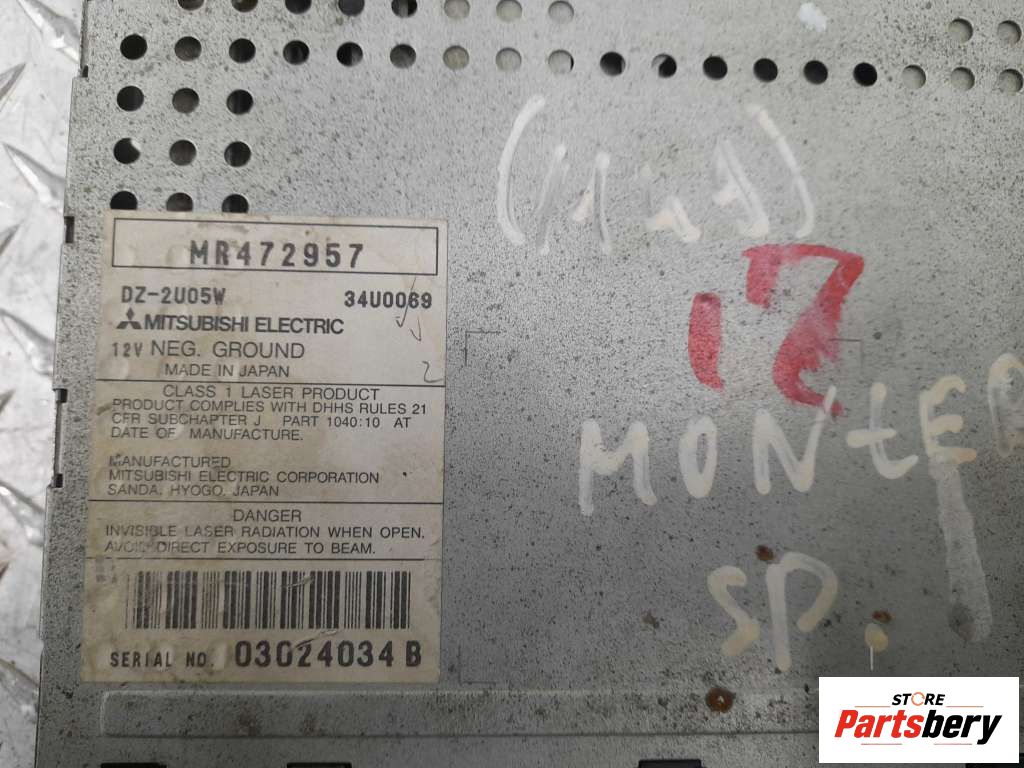 MR472957
DZ-2U05W 34U0069
MITSUBISHI ELECTRIC
12V NEG. GROUND
MADE IN JAPAN
2
CLASS 1 LASER PRODUCT
PRODUCT COMPLIES WITH DHHS RULES 21
CFR SUBCHAPTER J PART 1040:10 AT
DATE OF MANUFACTURE.
MANUFACTURED
MITSUBISHI ELECTRIC CORPORATION
SANDA, HYOGO, JAPAN
DANGER
INVISIBLE LASER RADIATION WHEN OPEN.
AVOID DIRECT EXPOSURE TO BEAM.
SERIAL NO. 03024034 B
17
MONtER
SP.
STORE
Partsbery